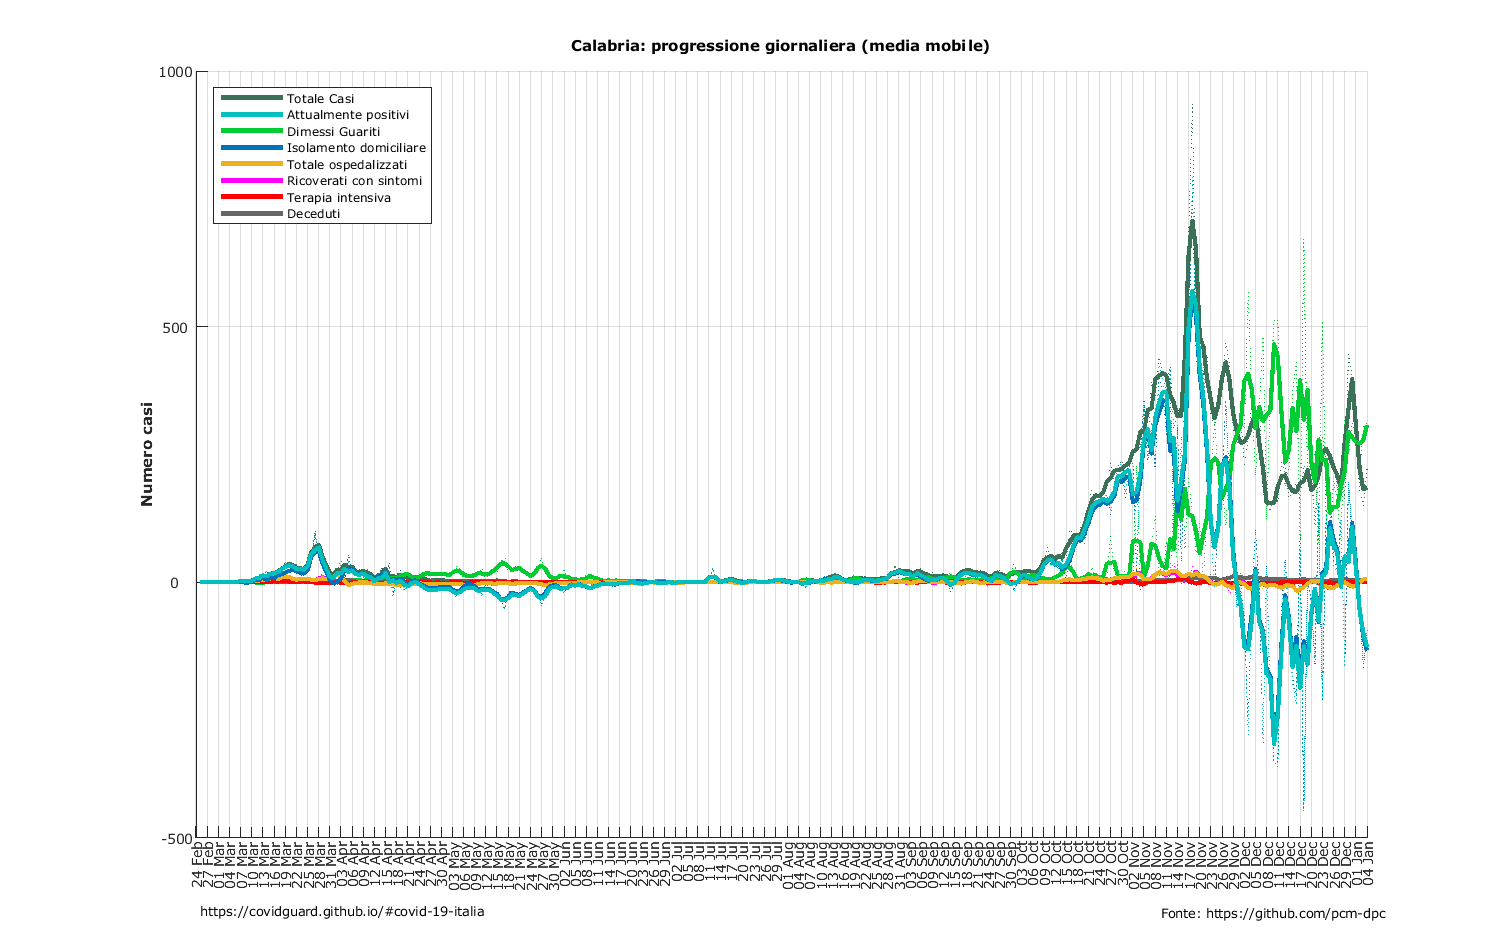 Calabria: progressione giornaliera (media mobile)
1000
500
0
-500
Numero casi
Totale Casi
Attualmente positivi
Dimessi Guariti
Isolamento domiciliare
Totale ospedalizzati
Ricoverati con sintomi
Terapia intensiva
Deceduti
24 Feb
27 Feb
01 Mar
04 Mar
07 Mar
10 Mar
13 Mar
16 Mar
19 Mar
22 Mar
25 Mar
28 Mar
31 Mar
03 Apr
06 Apr
09 Apr
12 Apr
15 Apr
18 Apr
21 Apr
24 Apr
27 Apr
30 Apr
03 May
06 May
09 May
12 May
15 May
18 May
21 May
24 May
27 May
30 May
02 Jun
05 Jun
08 Jun
11 Jun
14 Jun
17 Jun
20 Jun
23 Jun
26 Jun
29 Jun
02 Jul
05 Jul
08 Jul
11 Jul
14 Jul
17 Jul
20 Jul
23 Jul
26 Jul
29 Jul
01 Aug
04 Aug
07 Aug
10 Aug
13 Aug
16 Aug
19 Aug
22 Aug
25 Aug
28 Aug
31 Aug
03 Sep
06 Sep
09 Sep
12 Sep
15 Sep
18 Sep
21 Sep
24 Sep
27 Sep
30 Sep
03 Oct
06 Oct
09 Oct
12 Oct
15 Oct
18 Oct
21 Oct
24 Oct
27 Oct
30 Oct
02 Nov
05 Nov
08 Nov
11 Nov
14 Nov
17 Nov
20 Nov
23 Nov
26 Nov
29 Nov
02 Dec
05 Dec
08 Dec
11 Dec
14 Dec
17 Dec
20 Dec
23 Dec
26 Dec
29 Dec
01 Jan
04 Jan
https://covidguard.github.io/#covid-19-italia
Fonte: https://github.com/pcm-dpc